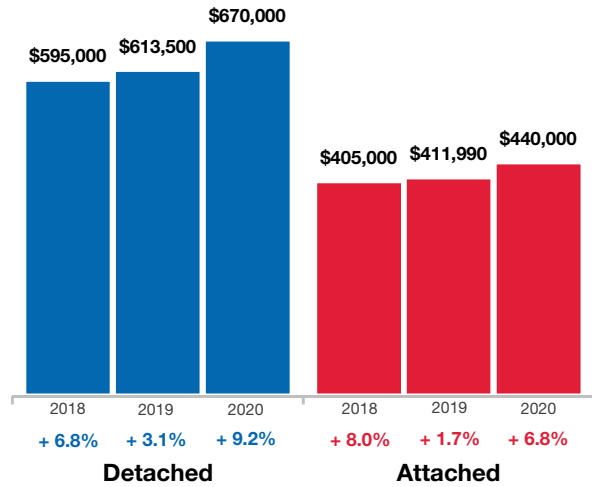 $670,000
$613,500
$595,000
$440,000
$411,990
$405,000
2018 2019 2020 2018 2019 2020
+ 6.8% + 3.1% + 9.2% + 8.0% + 1.7% + 6.8%
Detached Attached